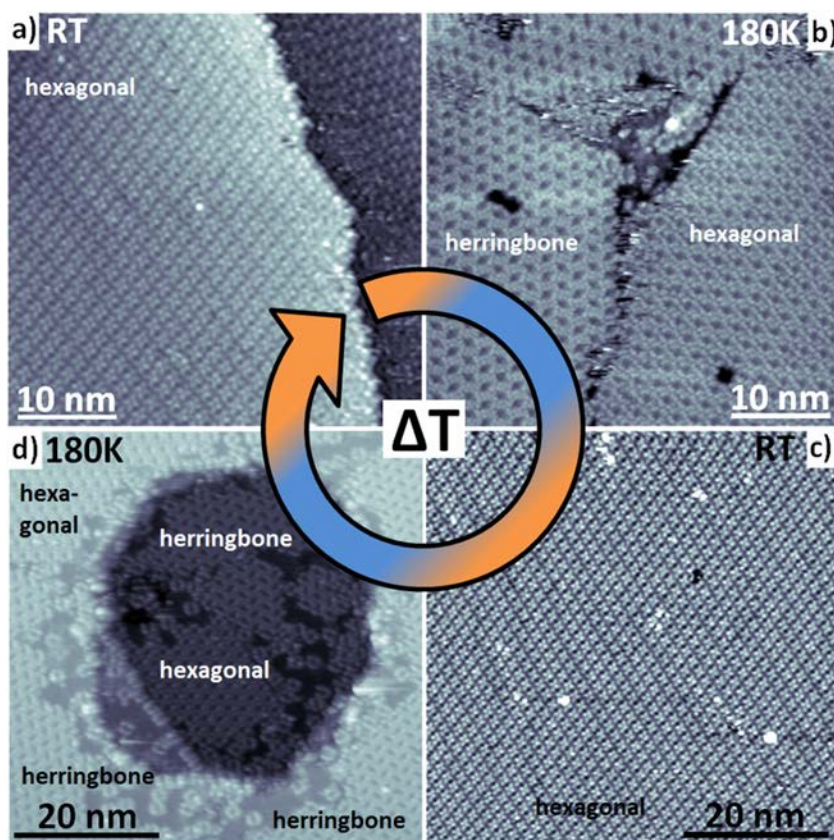 a) RT
hexagonal
10 nm
180K b)
herringbone
hexagonal
10 nm
ΔT
d) 180K
hexa-
gonal
herringbone
hexagonal
herringbone
herringbone
20 nm
RT c)
hexagonal
20 nm